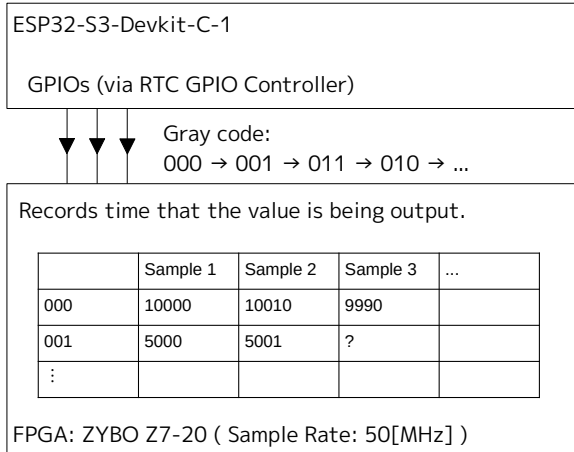 ESP32-S3-Devkit-C-1
GPIOs (via RTC GPIO Controller)
Gray code:
000 → 001 → 011 → 010 → ...
Records time that the value is being output.
Sample 1 Sample 2 Sample 3 ...
000 10000 10010 9990
001 5000 5001 ?
⋮
FPGA: ZYBO Z7-20 ( Sample Rate: 50[MHz] )